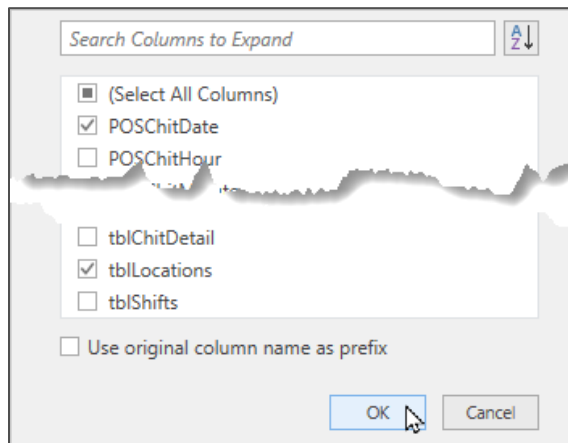 Search Columns to Expand
A
Z
(Select All Columns)
POSChitDate
POSChitHour
tblChitDetail
tblLocations
tblShifts
Use original column name as prefix
OK
Cancel